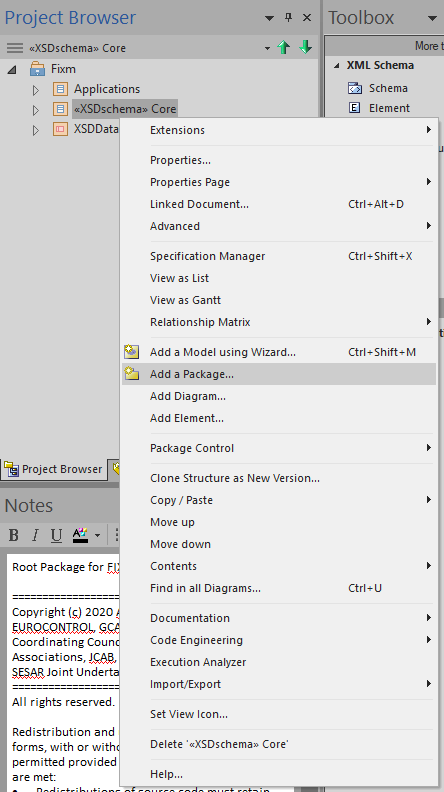 Project Browser
Toolbox
«XSDschema» Core
More t
Fixm
XML Schema
Applications
Schema
«XSDschema» Core
Element
XSDData
Extensions
Properties...
Properties Page
Linked Document... Ctrl+Alt+D
Advanced
Specification Manager Ctrl+Shift+X
View as List
View as Gantt
Relationship Matrix
Add a Model using Wizard... Ctrl+Shift+M
Add a Package...
Add Diagram...
Add Element...
Package Control
Clone Structure as New Version...
Copy / Paste
Move up
Move down
Contents
Find in all Diagrams... Ctrl+U
Documentation
Code Engineering
Execution Analyzer
Import/Export
Set View Icon...
Delete '«XSDschema» Core'
Help...
Project Browser
Notes
B I U A
Root Package for FI
====================
Copyright (c) 2020 A
EUROCONTROL, GCA
Coordinating Counc
Associations, JCAB,
SESAR Joint Underta
====================
All rights reserved.
Redistribution and
forms, with or witho
permitted provided
are met:
• Redistributions of source code must retain